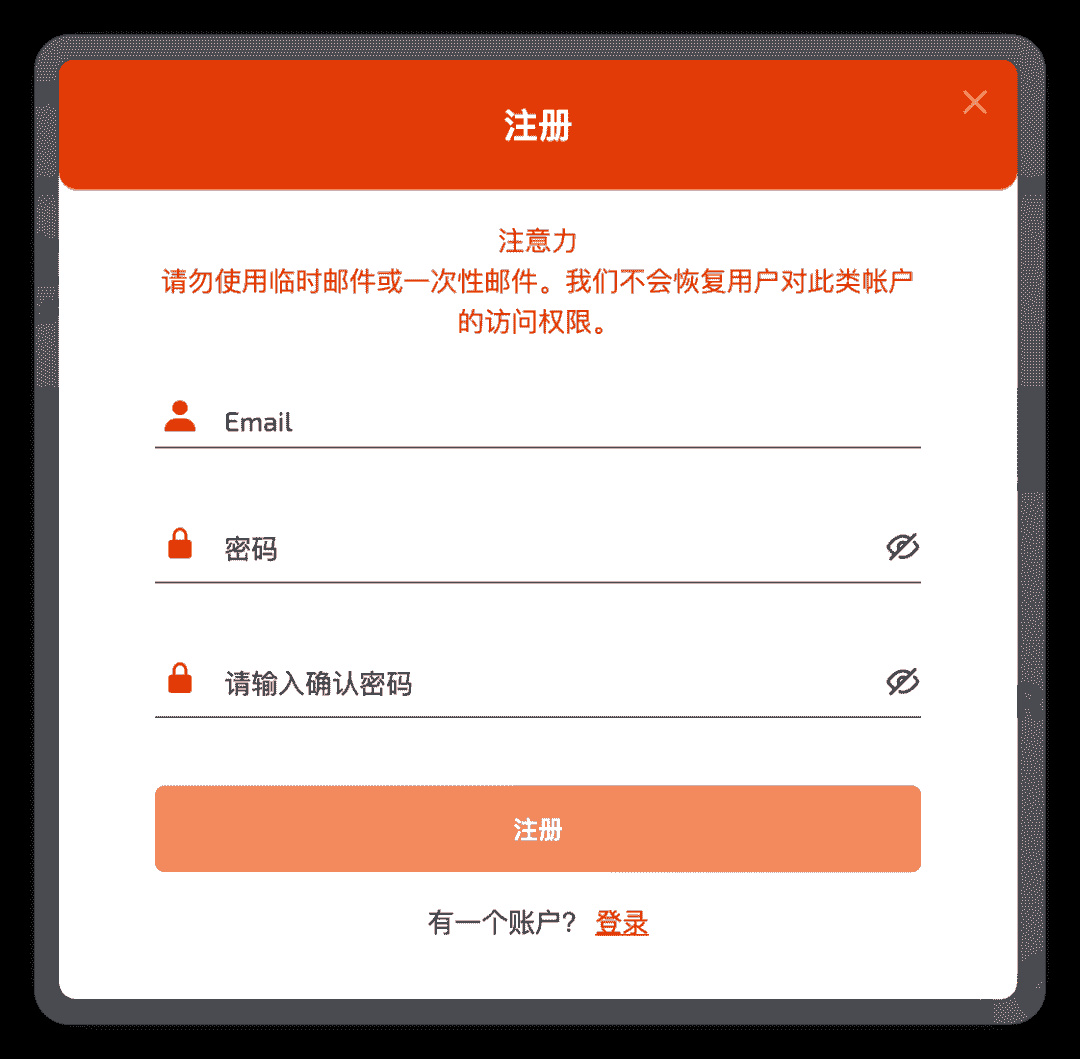 注册
注意力
请勿使用临时邮件或一次性邮件。我们不会恢复用户对此类帐户
的访问权限。
Email
密码
请输入确认密码
注册
有一个账户? 登录